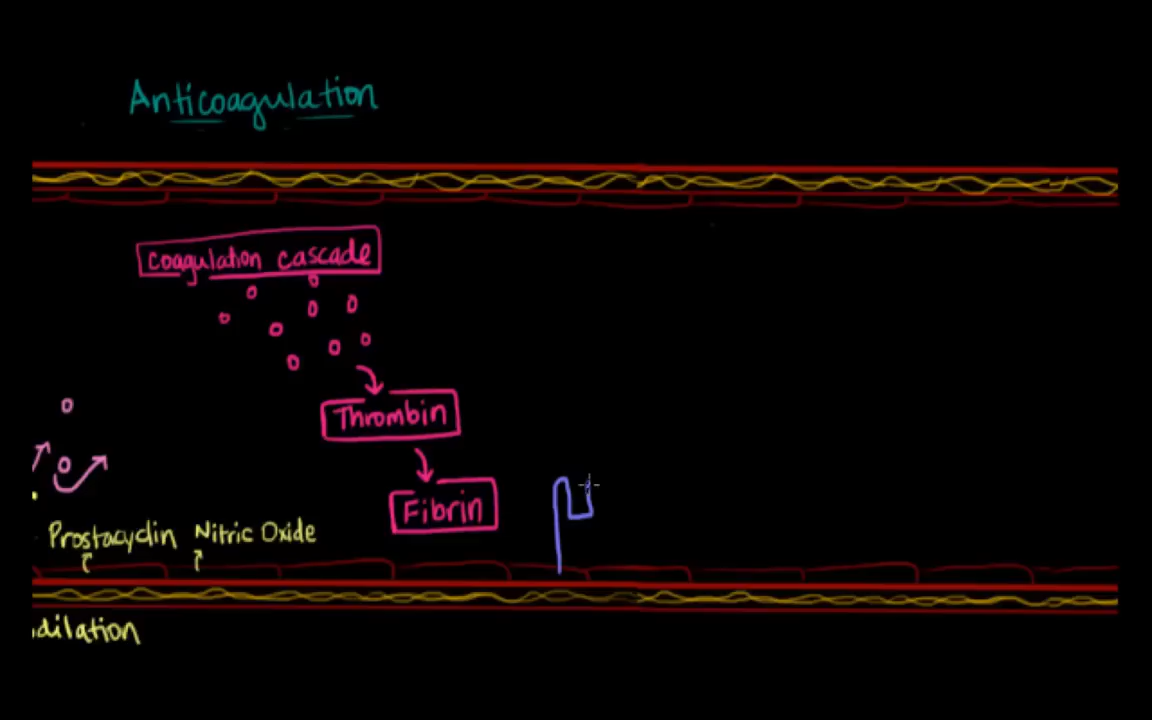 Anticoagulation
Coagulation cascade
Thrombin
Fibrin
Prostacyclin Nitric Oxide
dilation